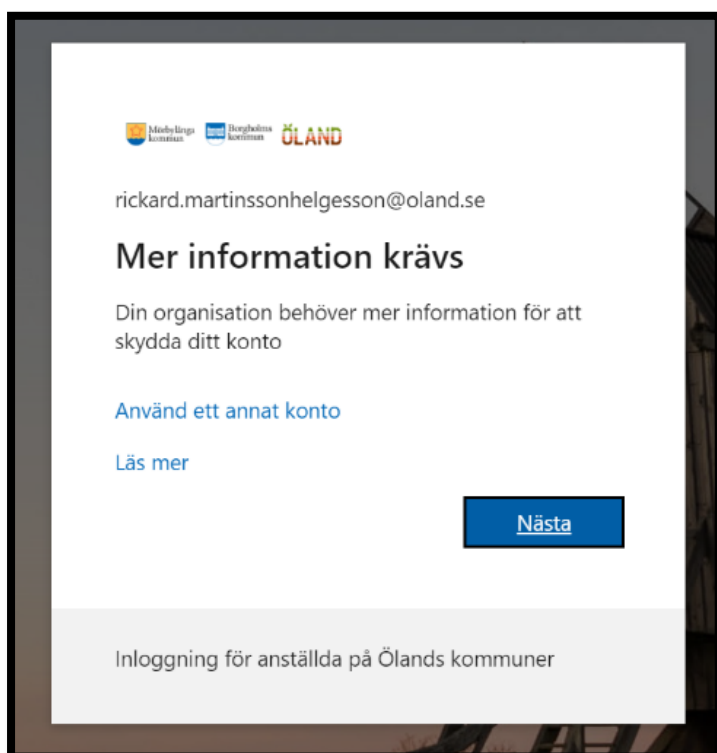 Mörbylånga kommun
Borgholms kommun
ÖLAND
rickard.martinssonhelgesson@oland.se
Mer information krävs
Din organisation behöver mer information för att
skydda ditt konto
Använd ett annat konto
Läs mer
Nästa
Inloggning för anställda på Ölands kommuner